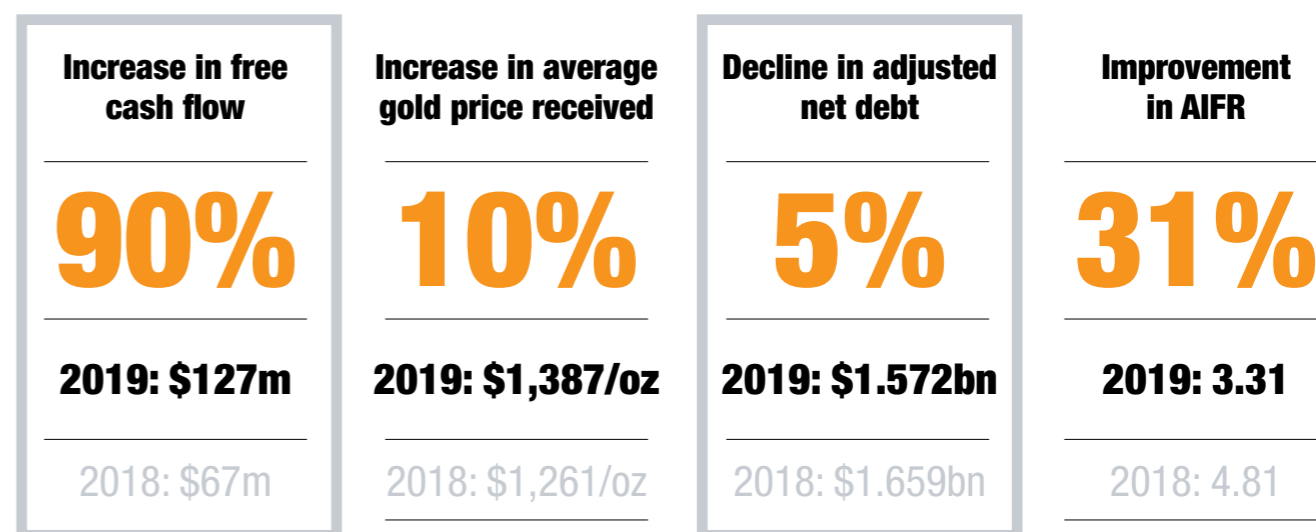 Increase in free
cash flow
90%
2019: $127m
2018: $67m
Increase in average
gold price received
10%
2019: $1,387/oz
2018: $1,261/oz
Decline in adjusted
net debt
5%
2019: $1.572bn
2018: $1.659bn
Improvement
in AIFR
31%
2019: 3.31
2018: 4.81